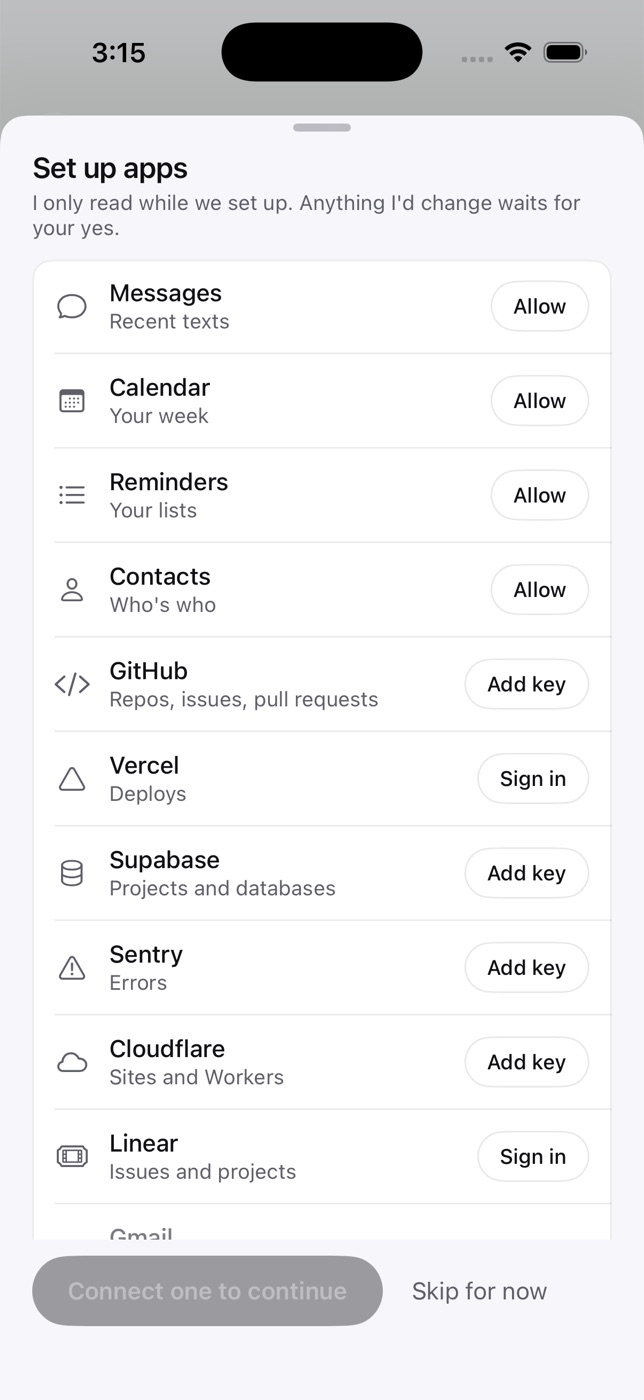 3:15
Set up apps
I only read while we set up. Anything I'd change waits for
your yes.
Messages
Recent texts
Allow
Calendar
Your week
Allow
Reminders
Your lists
Allow
Contacts
Who's who
Allow
GitHub
Repos, issues, pull requests
Add key
Vercel
Deploys
Sign in
Supabase
Projects and databases
Add key
Sentry
Errors
Add key
Cloudflare
Sites and Workers
Add key
Linear
Issues and projects
Sign in
Gmail
Connect one to continue
Skip for now